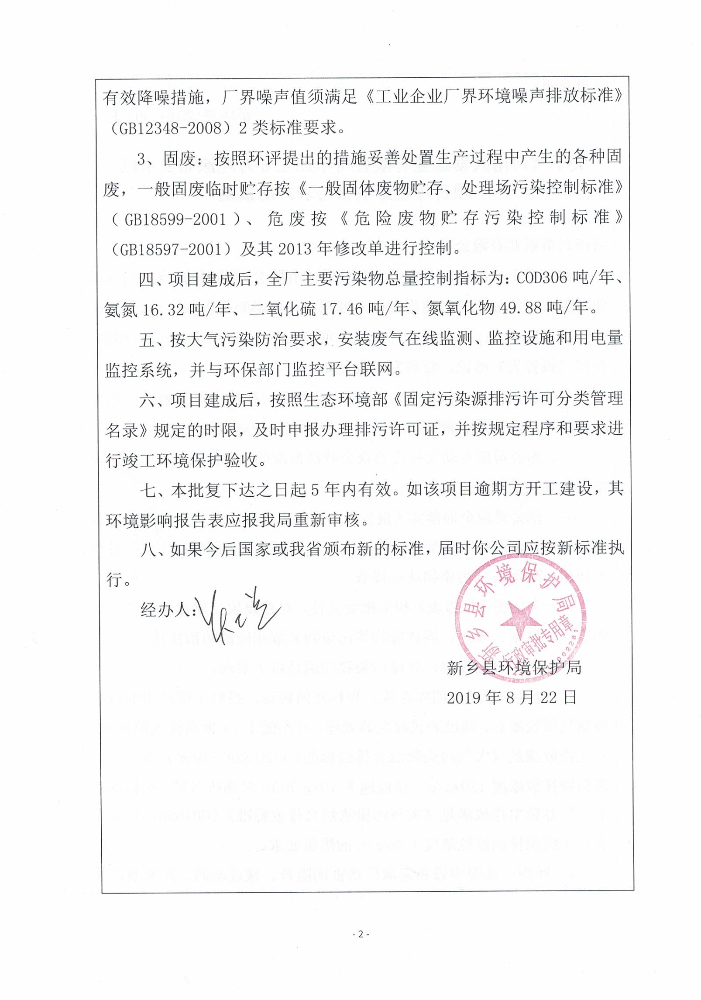 有效降噪措施，厂界噪声值须满足《工业企业厂界环境噪声排放标准》
（GB12348-2008）2 类标准要求。
3、固废：按照环评提出的措施妥善处置生产过程中产生的各种固
废，一般固废临时贮存按《一般固体废物贮存、处理场污染控制标准》
（GB18599-2001）、危废按《危险废物贮存污染控制标准》
（GB18597-2001）及其 2013 年修改单进行控制。
四、项目建成后，全厂主要污染物总量控制指标为：COD306 吨/年、
氨氮 16.32 吨/年、二氧化硫 17.46 吨/年、氮氧化物 49.88 吨/年。
五、按大气污染防治要求，安装废气在线监测、监控设施和用电量
监控系统，并与环保部门监控平台联网。
六、项目建成后，按照生态环境部《固定污染源排污许可分类管理
名录》规定的时限，及时申报办理排污许可证，并按规定程序和要求进
行竣工环境保护验收。
七、本批复下达之日起 5 年内有效。如该项目逾期方开工建设，其
环境影响报告表应报我局重新审核。
八、如果今后国家或我省颁布新的标准，届时你公司应按新标准执
行。
经办人：
新乡县环境保护局
行政审批专用章
新乡县环境保护局
2019 年 8 月 22 日
- 2 -